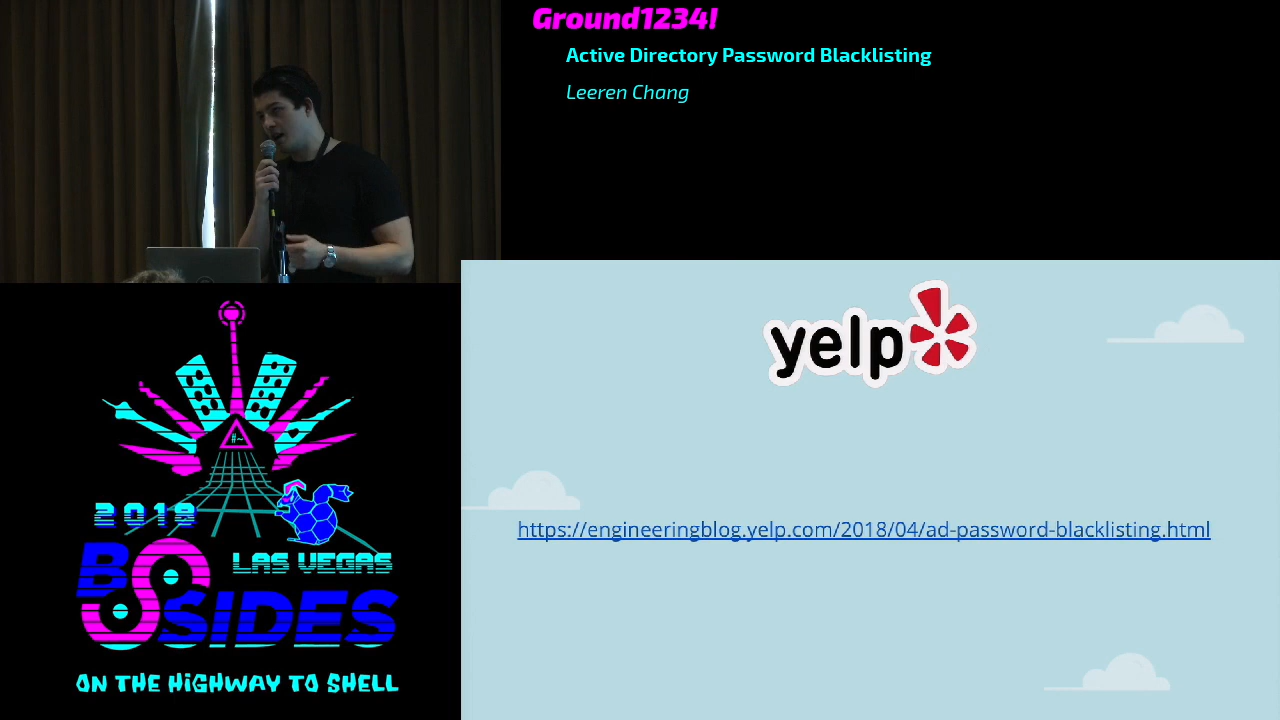 Ground1234!
Active Directory Password Blacklisting
Leeren Chang
yelp
https://engineeringblog.yelp.com/2018/04/ad-password-blacklisting.html
#~
2018
LAS VEGAS
BSIDES
ON THE HIGHWAY TO SHELL